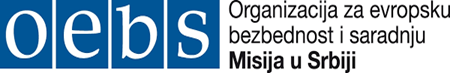 oebs
Organizacija za evropsku
bezbednost i saradnju
Misija u Srbiji